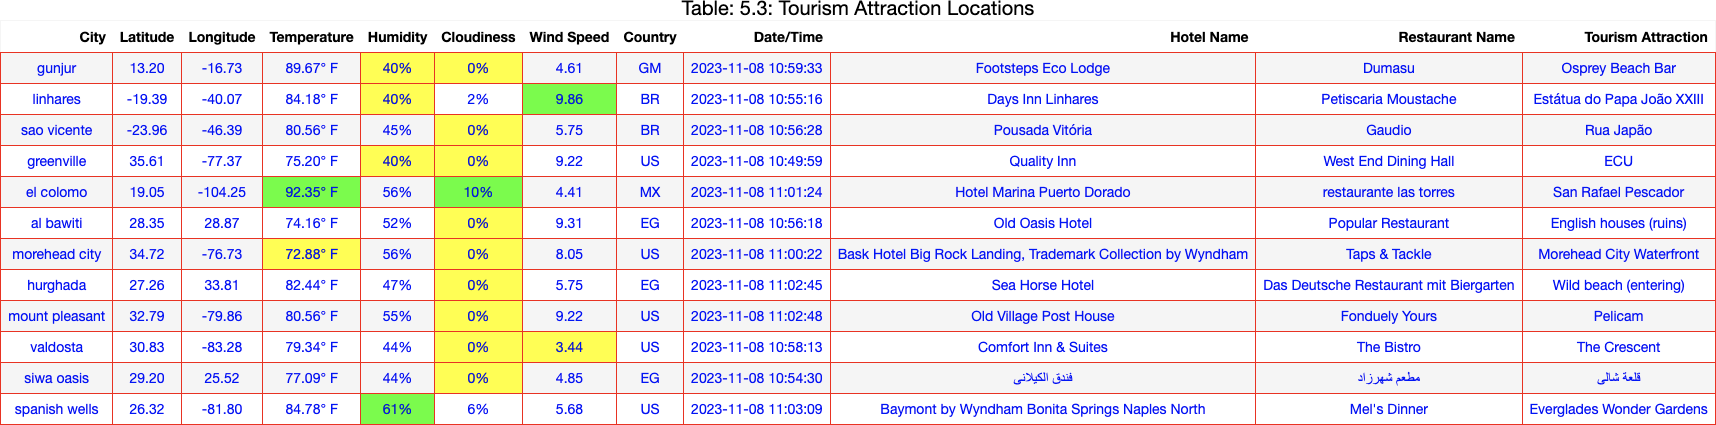 Table: 5.3: Tourism Attraction Locations
City Latitude Longitude Temperature Humidity Cloudiness Wind Speed Country Date/Time Hotel Name Restaurant Name Tourism Attraction
gunjur 13.20 -16.73 89.67° F 40% 0% 4.61 GM 2023-11-08 10:59:33 Footsteps Eco Lodge Dumasu Osprey Beach Bar
linhares -19.39 -40.07 84.18° F 40% 2% 9.86 BR 2023-11-08 10:55:16 Days Inn Linhares Petiscaria Moustache Estátua do Papa João XXIII
sao vicente -23.96 -46.39 80.56° F 45% 0% 5.75 BR 2023-11-08 10:56:28 Pousada Vitória Gaudio Rua Japão
greenville 35.61 -77.37 75.20° F 40% 0% 9.22 US 2023-11-08 10:49:59 Quality Inn West End Dining Hall ECU
el colomo 19.05 -104.25 92.35° F 56% 10% 4.41 MX 2023-11-08 11:01:24 Hotel Marina Puerto Dorado restaurante las torres San Rafael Pescador
al bawiti 28.35 28.87 74.16° F 52% 0% 9.31 EG 2023-11-08 10:56:18 Old Oasis Hotel Popular Restaurant English houses (ruins)
morehead city 34.72 -76.73 72.88° F 56% 0% 8.05 US 2023-11-08 11:00:22 Bask Hotel Big Rock Landing, Trademark Collection by Wyndham Taps & Tackle Morehead City Waterfront
hurghada 27.26 33.81 82.44° F 47% 0% 5.75 EG 2023-11-08 11:02:45 Sea Horse Hotel Das Deutsche Restaurant mit Biergarten Wild beach (entering)
mount pleasant 32.79 -79.86 80.56° F 55% 0% 9.22 US 2023-11-08 11:02:48 Old Village Post House Fonduely Yours Pelicam
valdosta 30.83 -83.28 79.34° F 44% 0% 3.44 US 2023-11-08 10:58:13 Comfort Inn & Suites The Bistro The Crescent
siwa oasis 29.20 25.52 77.09° F 44% 0% 4.85 EG 2023-11-08 10:54:30 فندق الكيلانى مطعم شهرزاد قلعة شالى
spanish wells 26.32 -81.80 84.78° F 61% 6% 5.68 US 2023-11-08 11:03:09 Baymont by Wyndham Bonita Springs Naples North Mel's Dinner Everglades Wonder Gardens